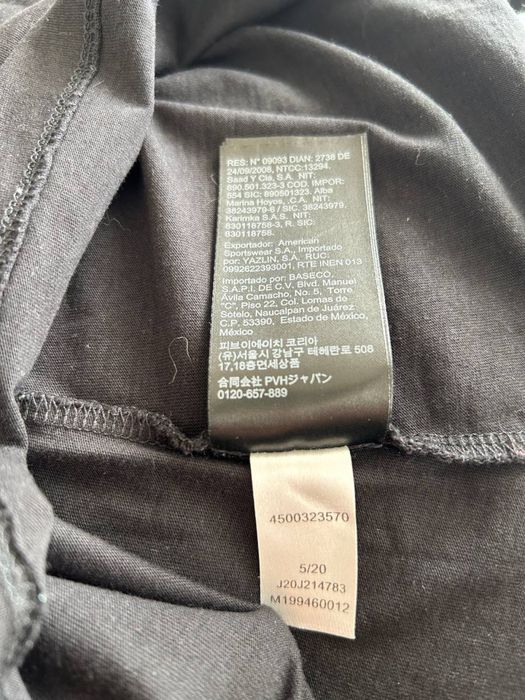 RES: N° 09093 DIAN: 2738 DE
24/09/2008, NTCC:13294.
Saad Y Cia, S.A. NIT:
890.501.323-3 COD. IMPOR:
654 SIC: 890501323. Alba
Marina Hoyos, .CA. NIT:
38243979-8 / SIC, 38243979.
Karimka S.A.S. NIT:
830118758-3, R. SIC:
830118758.
Exportador: American
Sportswear S.A., Importado
por: YAZLIN, S.A. RUC:
0992622393001, RTE INEN 013
Importado por: BASECO.
S.A.P.I. DE C.V. Blvd. Manuel
Ávila Camacho, No. 5, Torre
"C", Piso 22, Col. Lomas de
Sotelo, Naucalpan de Juárez
C.P. 53390, Estado de México
México
피브이에이치 코리아
(유)서울시 강남구 테헤란로 508
17,18층면세상품
合同会社 PVHジャパン
0120-657-889
4500323570
5/20
J20J214783
M199460012